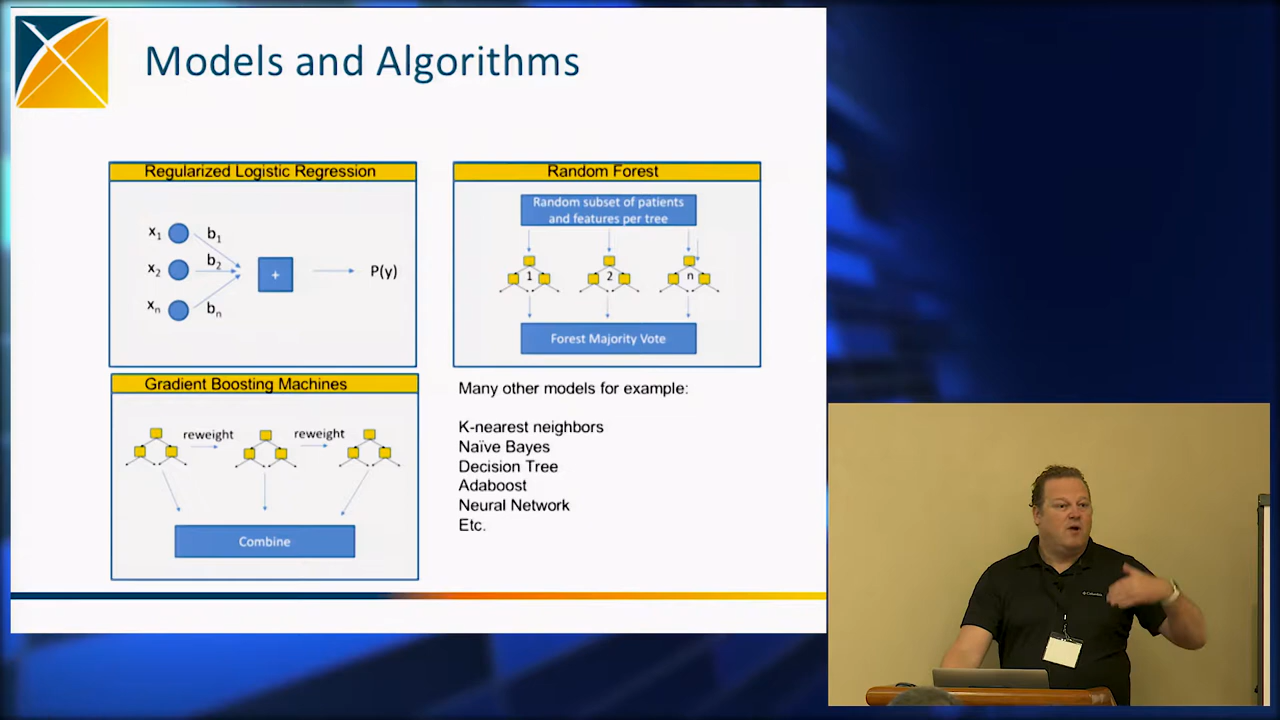 Models and Algorithms
Regularized Logistic Regression
x1 b1
x2 b2
xn bn
+
P(y)
Random Forest
Random subset of patients
and features per tree
1 2 n
Forest Majority Vote
Gradient Boosting Machines
reweight reweight
Combine
Many other models for example:
K-nearest neighbors
Naïve Bayes
Decision Tree
Adaboost
Neural Network
Etc.
Columbia